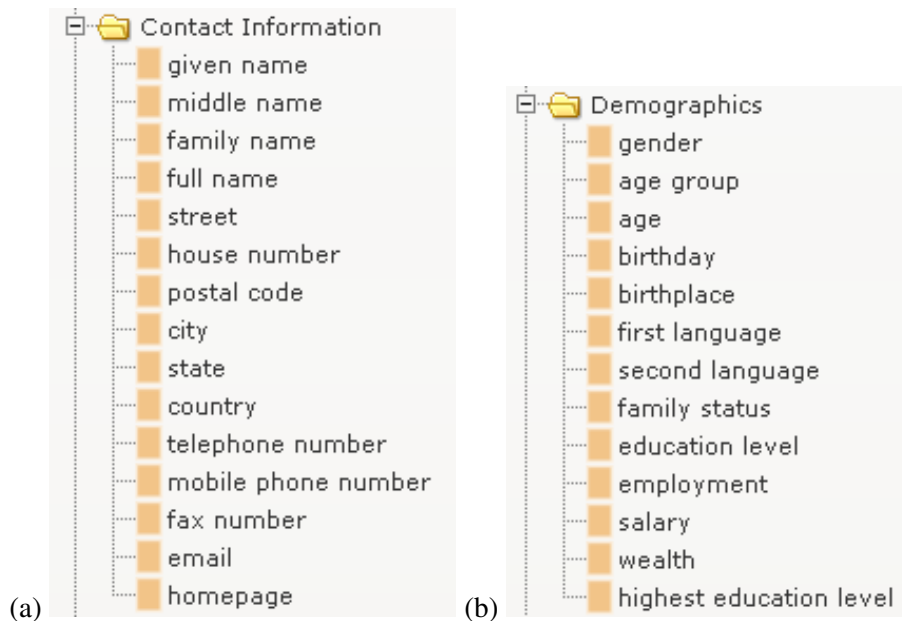 Contact Information
given name
middle name
family name
full name
street
house number
postal code
city
state
country
telephone number
mobile phone number
fax number
email
homepage
(a)
Demographics
gender
age group
age
birthday
birthplace
first language
second language
family status
education level
employment
salary
wealth
highest education level
(b)